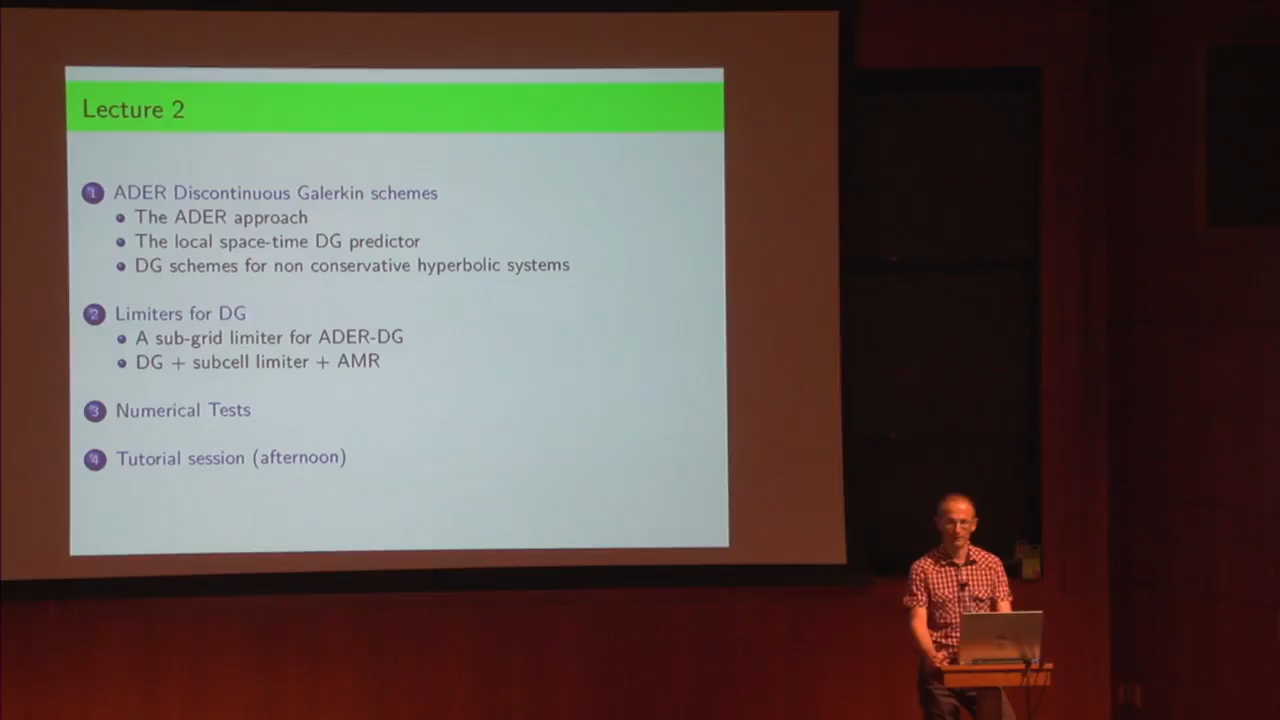 Lecture 2
1 ADER Discontinuous Galerkin schemes
The ADER approach
The local space-time DG predictor
DG schemes for non conservative hyperbolic systems
2 Limiters for DG
A sub-grid limiter for ADER-DG
DG + subcell limiter + AMR
3 Numerical Tests
4 Tutorial session (afternoon)